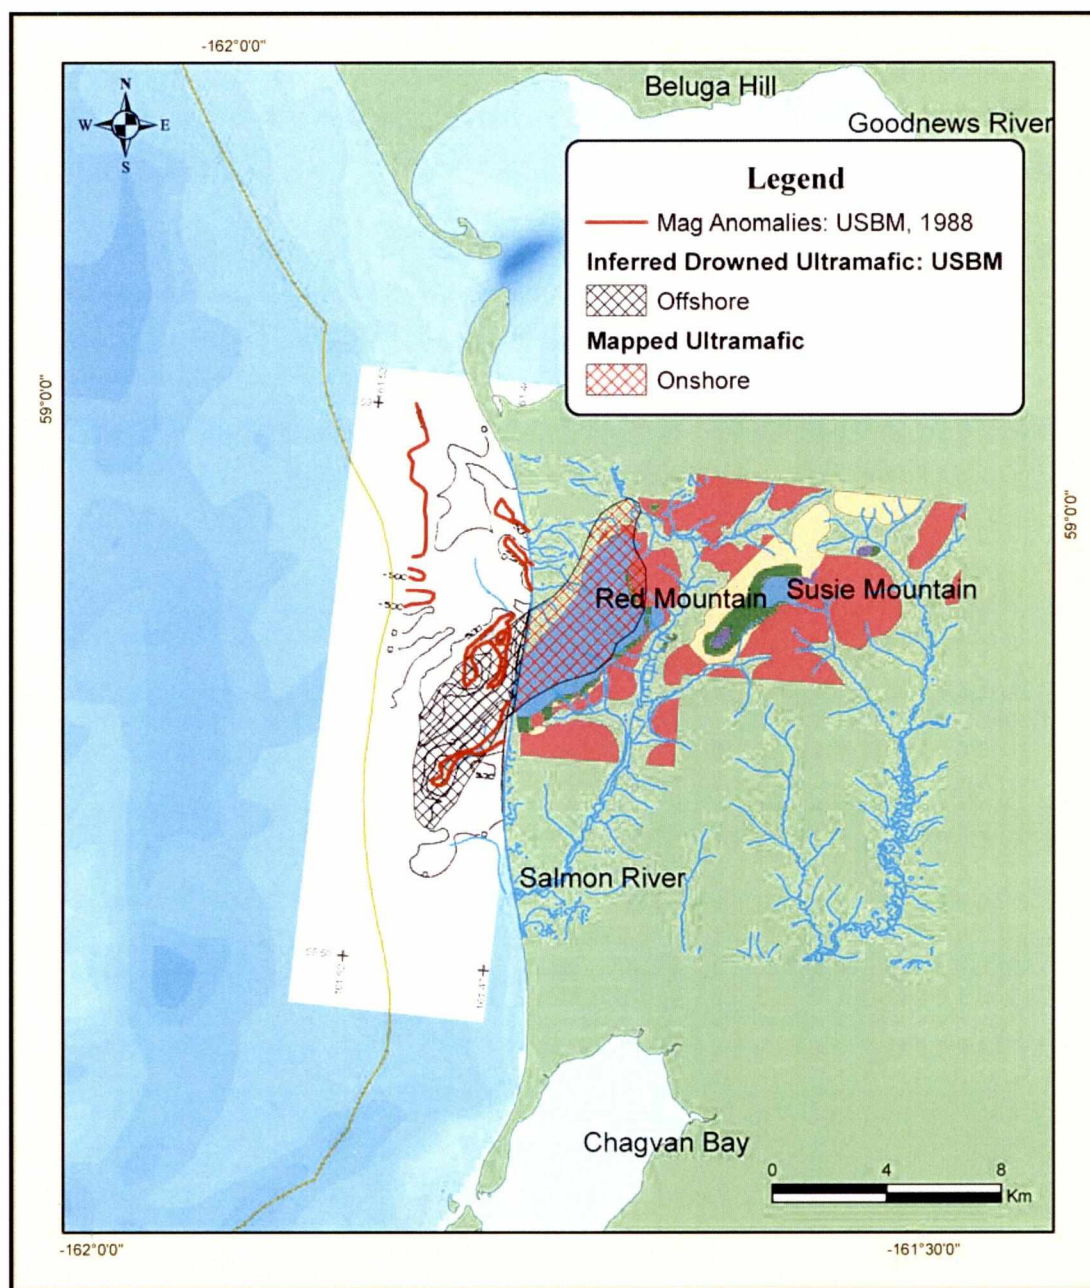 -162°0'0"
N
W E
S
Beluga Hill
Goodnews River
Legend
Mag Anomalies: USBM, 1988
Inferred Drowned Ultramafic: USBM
Offshore
Mapped Ultramafic
Onshore
59°0'0"
59°0'0"
Red Mountain
Susie Mountain
Salmon River
Chagvan Bay
0 4 8
Km
-162°0'0"
-161°30'0"